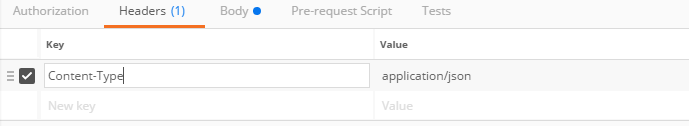 Authorization Headers (1) Body Pre-request Script Tests
Key Value
Content-Type application/json
New key Value